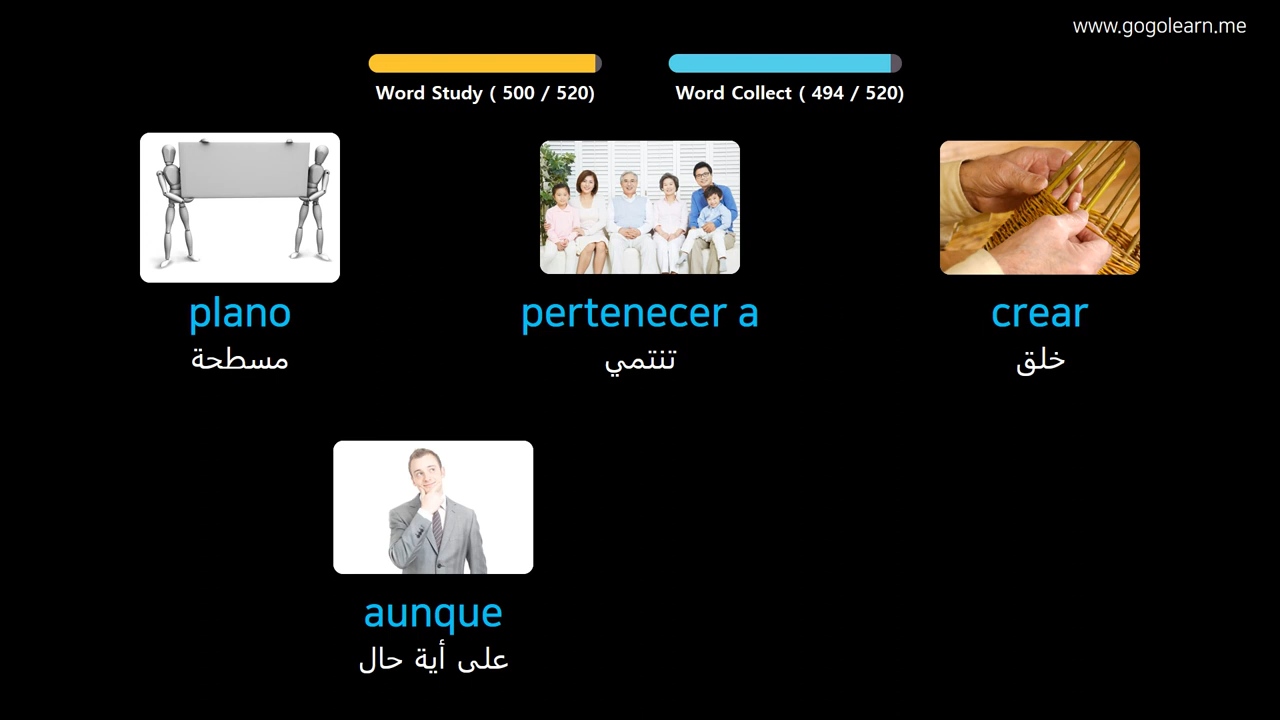 www.gogolearn.me
Word Study ( 500 / 520)
Word Collect ( 494 / 520)
plano
مسطحة
pertenecer a
تنتمي
crear
خلق
aunque
على أية حال